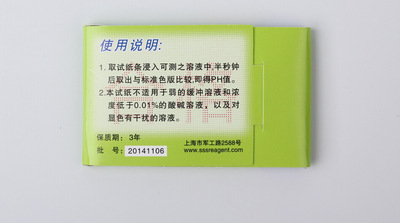 使用说明:
1. 取试纸条浸入可测之溶液中,半秒钟
后取出与标准色版比较,即得PH值。
2.本试纸不适用于弱的缓冲溶液和浓
度低于0.01%的酸碱溶液，以及对
显色有干扰的溶液。
保质期: 3年
批 号: 20141106
上海市军工路2588号
www.sssreagent.com